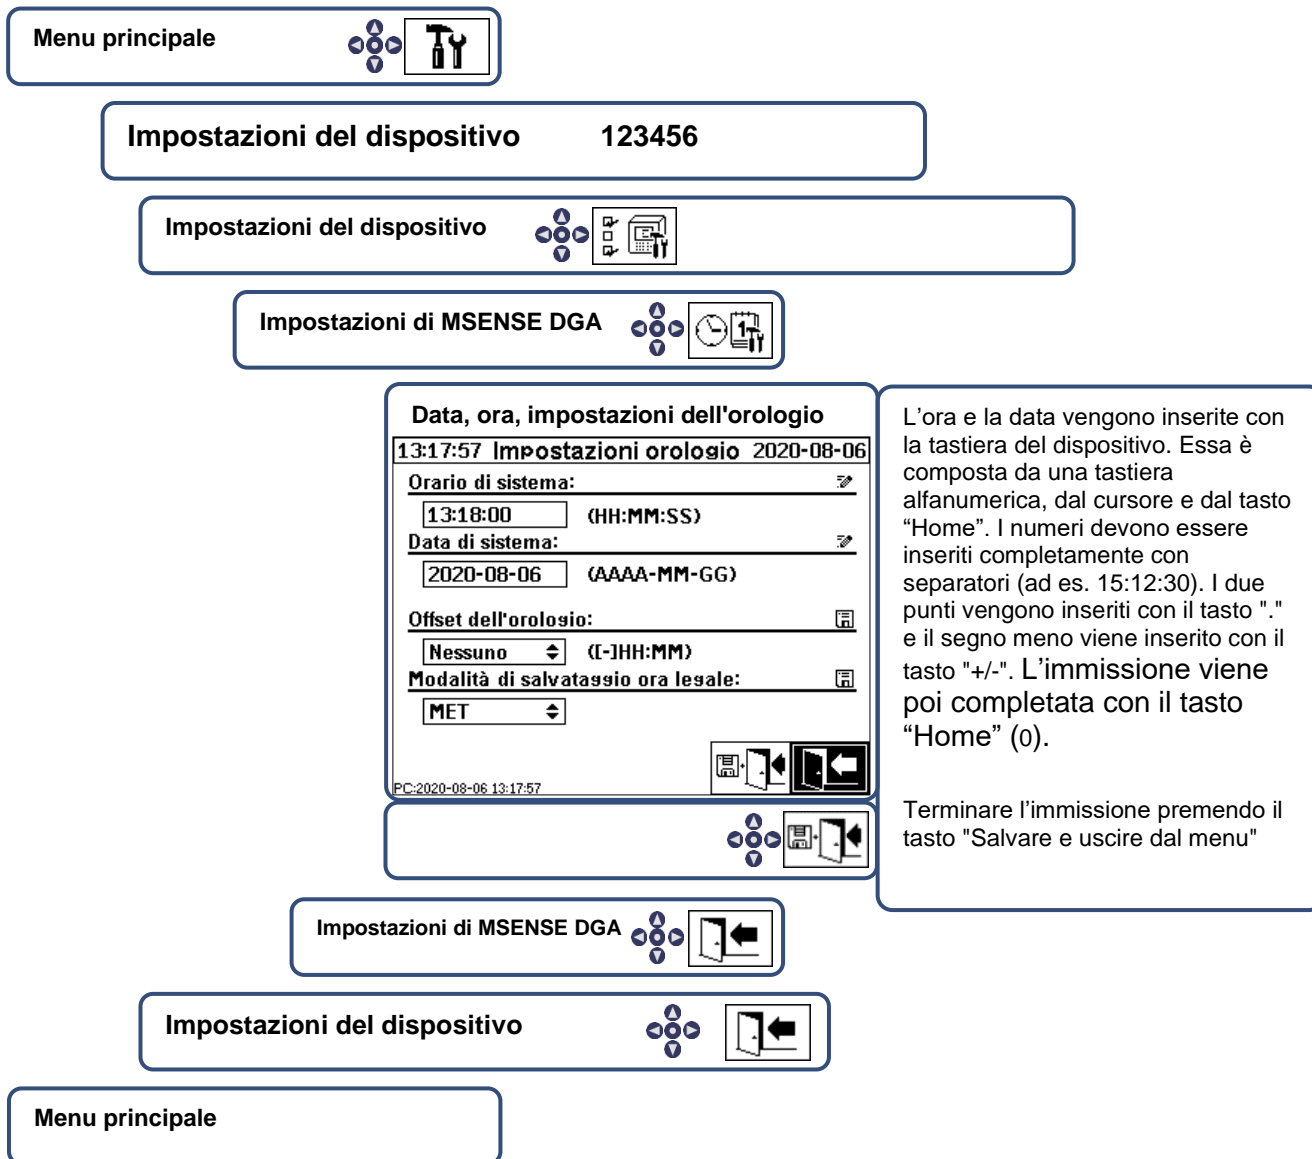 Menu principale
Impostazioni del dispositivo 123456
Impostazioni del dispositivo
Impostazioni di MSENSE DGA
Data, ora, impostazioni dell'orologio
13:17:57 Impostazioni orologio 2020-08-06
Orario di sistema:
13:18:00 (HH:MM:SS)
Data di sistema:
2020-08-06 (AAAA-MM-GG)
Offset dell'orologio:
Nessuno ([-]HH:MM)
Modalità di salvataggio ora legale:
MET
PC:2020-08-06 13:17:57
L’ora e la data vengono inserite con
la tastiera del dispositivo. Essa è
composta da una tastiera
alfanumerica, dal cursore e dal tasto
“Home”. I numeri devono essere
inseriti completamente con
separatori (ad es. 15:12:30). I due
punti vengono inseriti con il tasto "."
e il segno meno viene inserito con il
tasto "+/-". L’immissione viene
poi completata con il tasto
“Home” (0).
Terminare l’immissione premendo il
tasto "Salvare e uscire dal menu"
Impostazioni di MSENSE DGA
Impostazioni del dispositivo
Menu principale